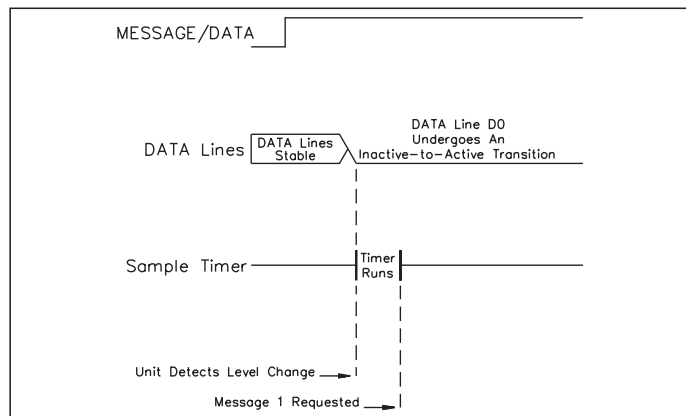 MESSAGE/DATA
DATA Lines
DATA Lines
Stable
DATA Line D0
Undergoes An
Inactive-to-Active Transition
Sample Timer
Timer
Runs
Unit Detects Level Change
Message 1 Requested